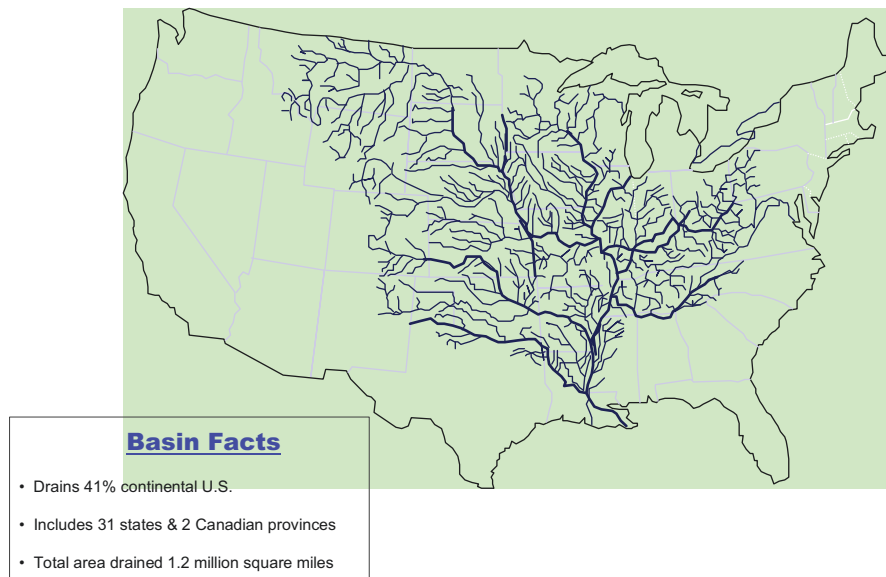 Basin Facts
• Drains 41% continental U.S.
• Includes 31 states & 2 Canadian provinces
• Total area drained 1.2 million square miles